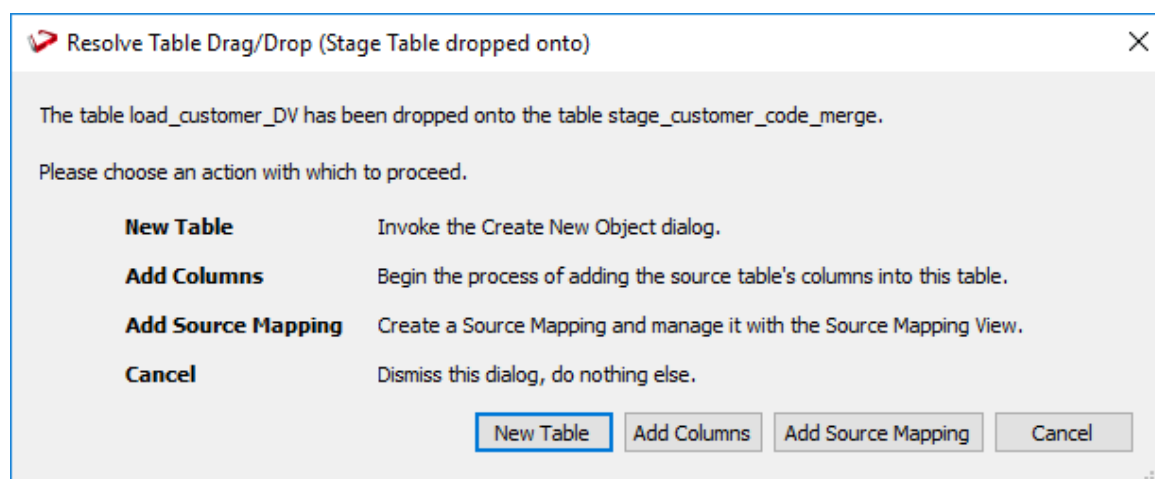 Resolve Table Drag/Drop (Stage Table dropped onto)
The table load_customer_DV has been dropped onto the table stage_customer_code_merge.
Please choose an action with which to proceed.
New Table Invoke the Create New Object dialog.
Add Columns Begin the process of adding the source table's columns into this table.
Add Source Mapping Create a Source Mapping and manage it with the Source Mapping View.
Cancel Dismiss this dialog, do nothing else.
New Table Add Columns Add Source Mapping Cancel